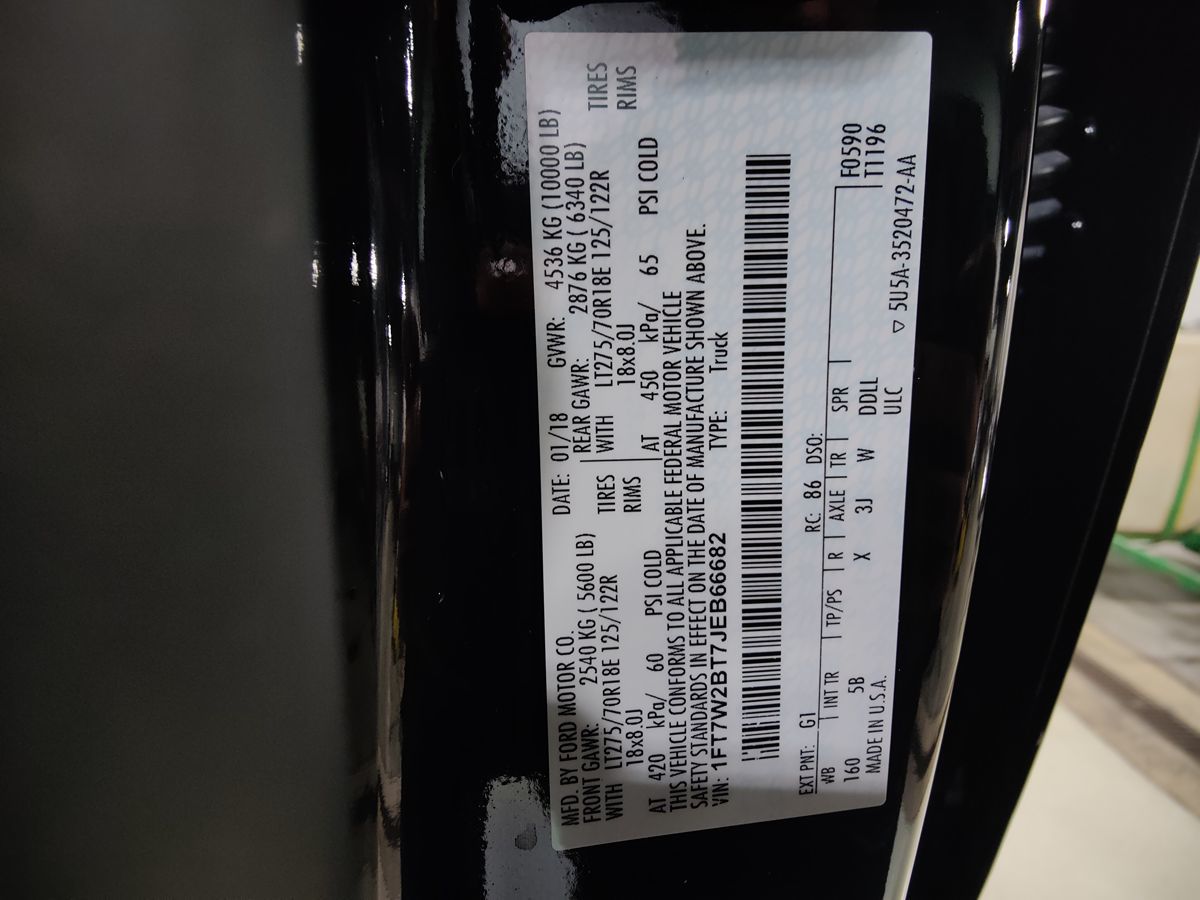 MFD. BY FORD MOTOR CO.
DATE: 01/18 GVWR: 4536 KG (10000 LB)
FRONT GAWR: 2540 KG ( 5600 LB) REAR GAWR: 2876 KG ( 6340 LB)
WITH LT275/70R18E 125/122R TIRES WITH LT275/70R18E 125/122R TIRES
18x8.0J RIMS 18x8.0J RIMS
AT 420 kPa/ 60 PSI COLD AT 450 kPa/ 65 PSI COLD
THIS VEHICLE CONFORMS TO ALL APPLICABLE FEDERAL MOTOR VEHICLE
SAFETY STANDARDS IN EFFECT ON THE DATE OF MANUFACTURE SHOWN ABOVE.
VIN: 1FT7W2BT7JEB66682 TYPE: Truck
EXT PNT: G1 RC: 86 DSO:
WB INT TR TP/PS R AXLE TR SPR F0590
160 5B X 3J W DDLL T1196
ULC
MADE IN U.S.A. ▽ 5U5A-3520472-AA